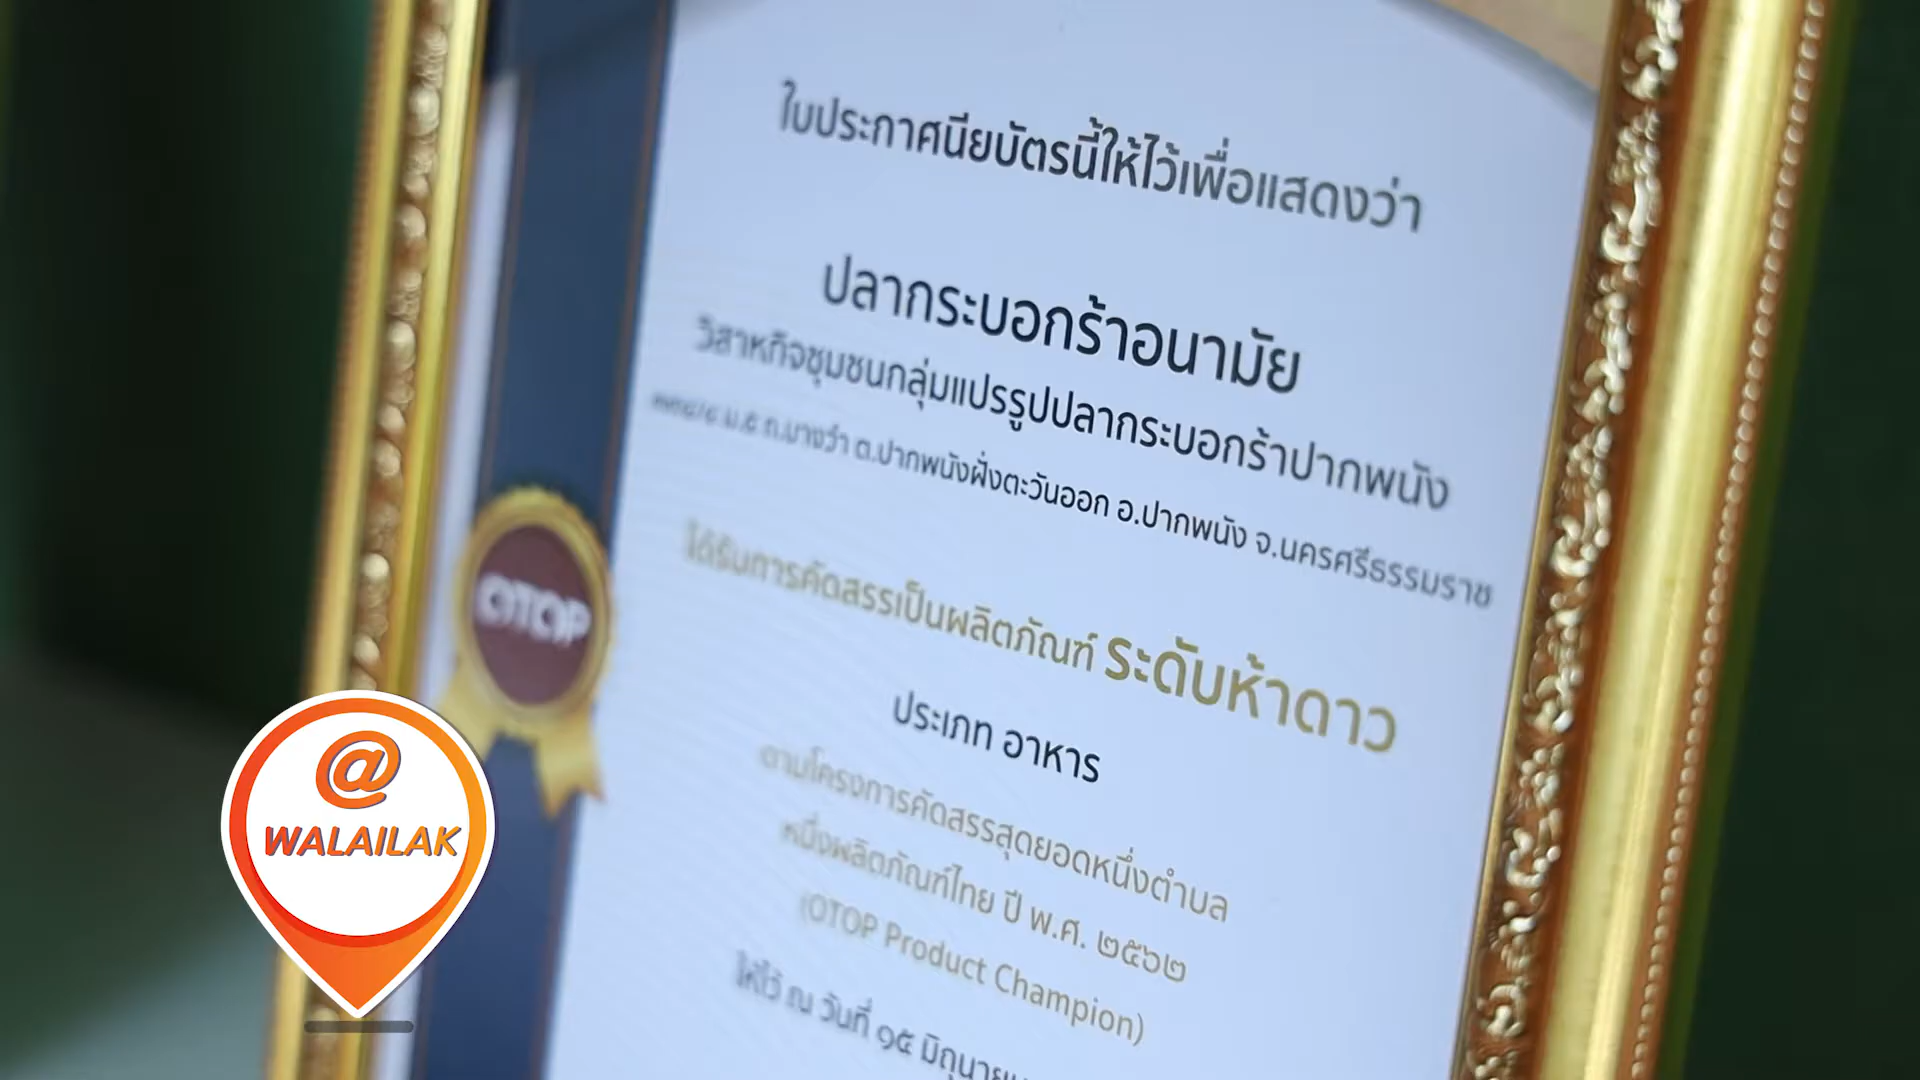 ใบประกาศนียบัตรนี้ให้ไว้เพื่อแสดงว่า
ปลากระบอกร้าอนามัย
วิสาหกิจชุมชนกลุ่มแปรรูปปลากระบอกร้าปากพนัง
ม.๕ ถ.บางวำ ต.ปากพนังฝั่งตะวันออก อ.ปากพนัง จ.นครศรีธรรมราช
ได้รับการคัดสรรเป็นผลิตภัณฑ์ ระดับห้าดาว
ประเภท อาหาร
ตามโครงการคัดสรรสุดยอดหนึ่งตำบล
หนึ่งผลิตภัณฑ์ไทย ปี พ.ศ. ๒๕๖๒
(OTOP Product Champion)
ให้ไว้ ณ วันที่ ๑๕
OTOP
@
WALAILAK